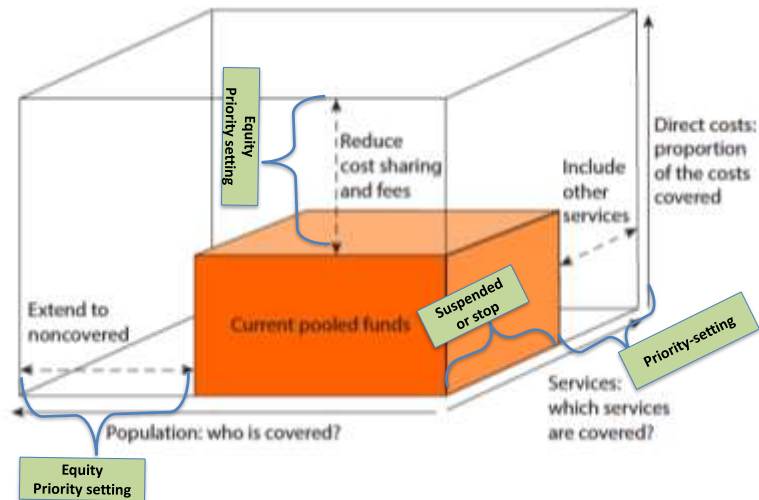 Equity
Priority setting
Reduce
cost sharing
and fees
Include
other
services
Direct costs:
proportion
of the costs
covered
Extend to
noncovered
Current pooled funds
Suspended
or stop
Priority-setting
Services:
which services
are covered?
Population: who is covered?
Equity
Priority setting